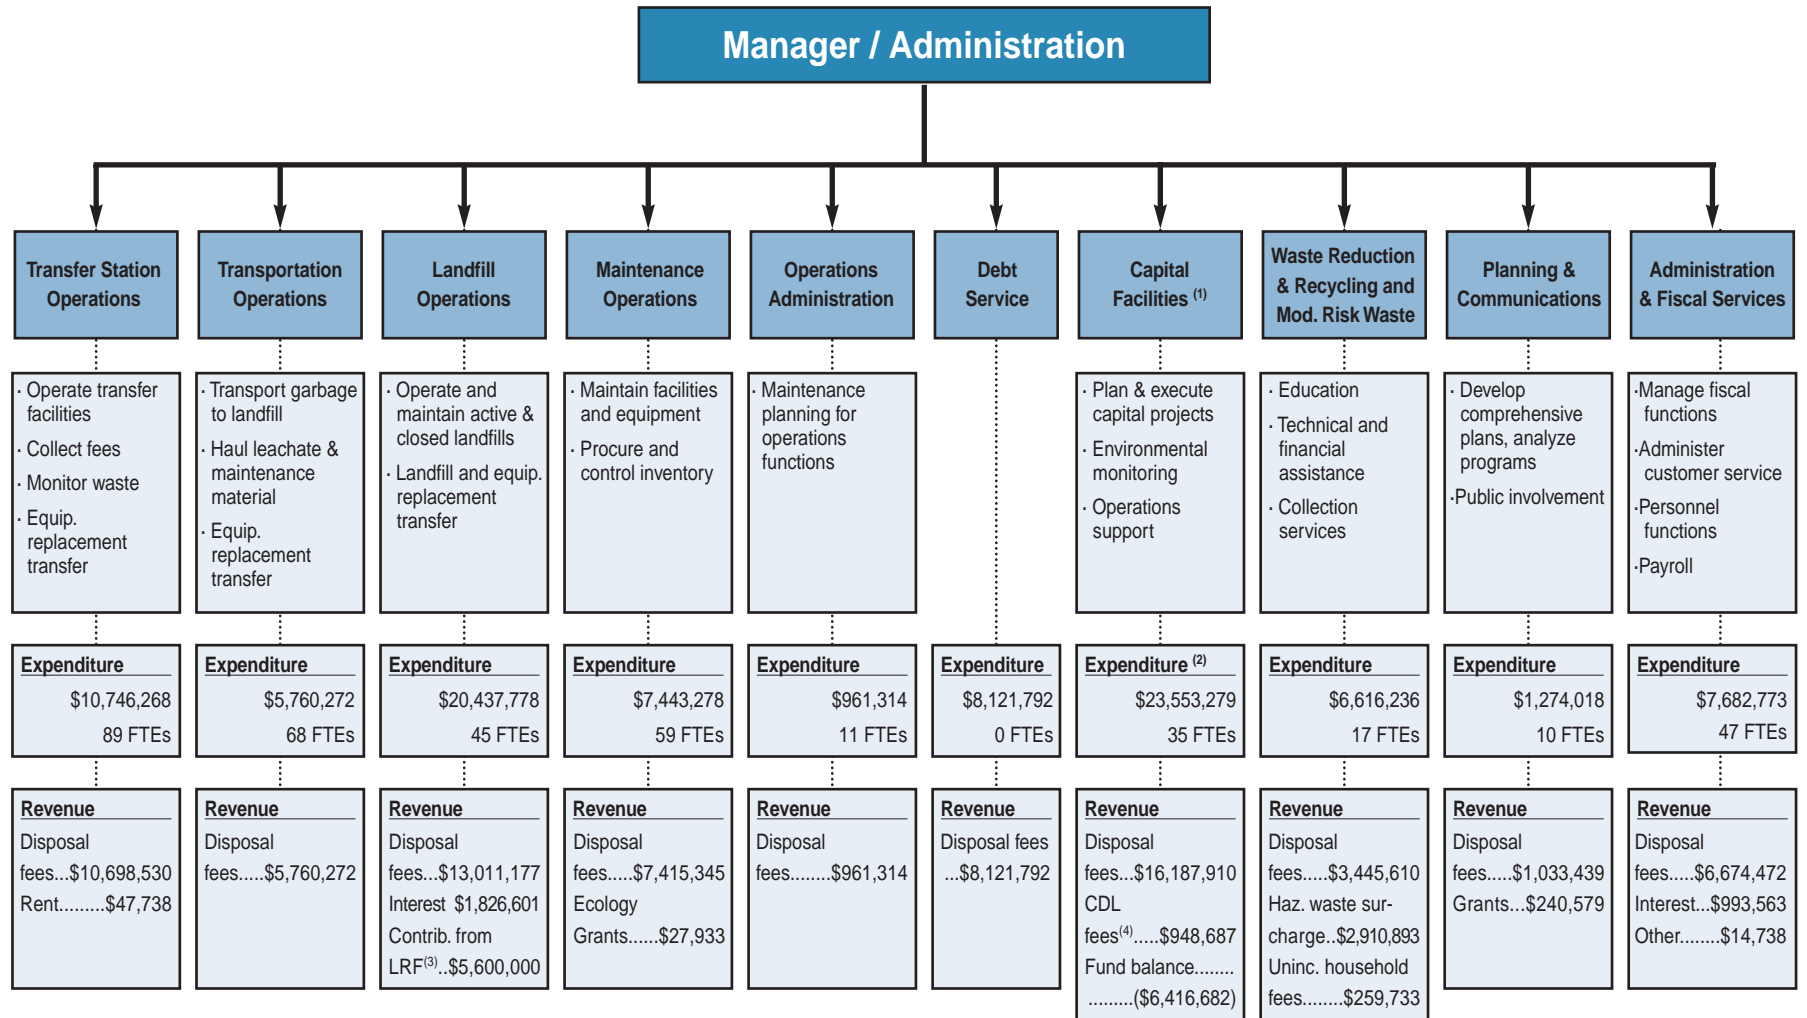 Manager / Administration
Transfer Station
Operations
· Operate transfer
facilities
· Collect fees
· Monitor waste
· Equip.
replacement
transfer
Expenditure
$10,746,268
89 FTEs
Revenue
Disposal
fees...$10,698,530
Rent.........$47,738
Transportation
Operations
· Transport garbage
to landfill
· Haul leachate &
maintenance
material
· Equip.
replacement
transfer
Expenditure
$5,760,272
68 FTEs
Revenue
Disposal
fees.....$5,760,272
Landfill
Operations
· Operate and
maintain active &
closed landfills
· Landfill and equip.
replacement
transfer
Expenditure
$20,437,778
45 FTEs
Revenue
Disposal
fees...$13,011,177
Interest $1,826,601
Contrib. from
LRF(3)..$5,600,000
Maintenance
Operations
· Maintain facilities
and equipment
· Procure and
control inventory
Expenditure
$7,443,278
59 FTEs
Revenue
Disposal
fees.....$7,415,345
Ecology
Grants......$27,933
Operations
Administration
· Maintenance
planning for
operations
functions
Expenditure
$961,314
11 FTEs
Revenue
Disposal
fees........$961,314
Debt
Service
Expenditure
$8,121,792
0 FTEs
Revenue
Disposal fees
...$8,121,792
Capital
Facilities (1)
· Plan & execute
capital projects
· Environmental
monitoring
· Operations
support
Expenditure (2)
$23,553,279
35 FTEs
Revenue
Disposal
fees...$16,187,910
CDL
fees(4).....$948,687
Fund balance........
.........($6,416,682)
Waste Reduction
& Recycling and
Mod. Risk Waste
· Education
· Technical and
financial
assistance
· Collection
services
Expenditure
$6,616,236
17 FTEs
Revenue
Disposal
fees.....$3,445,610
Haz. waste sur-
charge..$2,910,893
Uninc. household
fees........$259,733
Planning &
Communications
· Develop
comprehensive
plans, analyze
programs
·Public involvement
Expenditure
$1,274,018
10 FTEs
Revenue
Disposal
fees.....$1,033,439
Grants...$240,579
Administration
& Fiscal Services
·Manage fiscal
functions
·Administer
customer service
·Personnel
functions
·Payroll
Expenditure
$7,682,773
47 FTEs
Revenue
Disposal
fees.....$6,674,472
Interest...$993,563
Other........$14,738